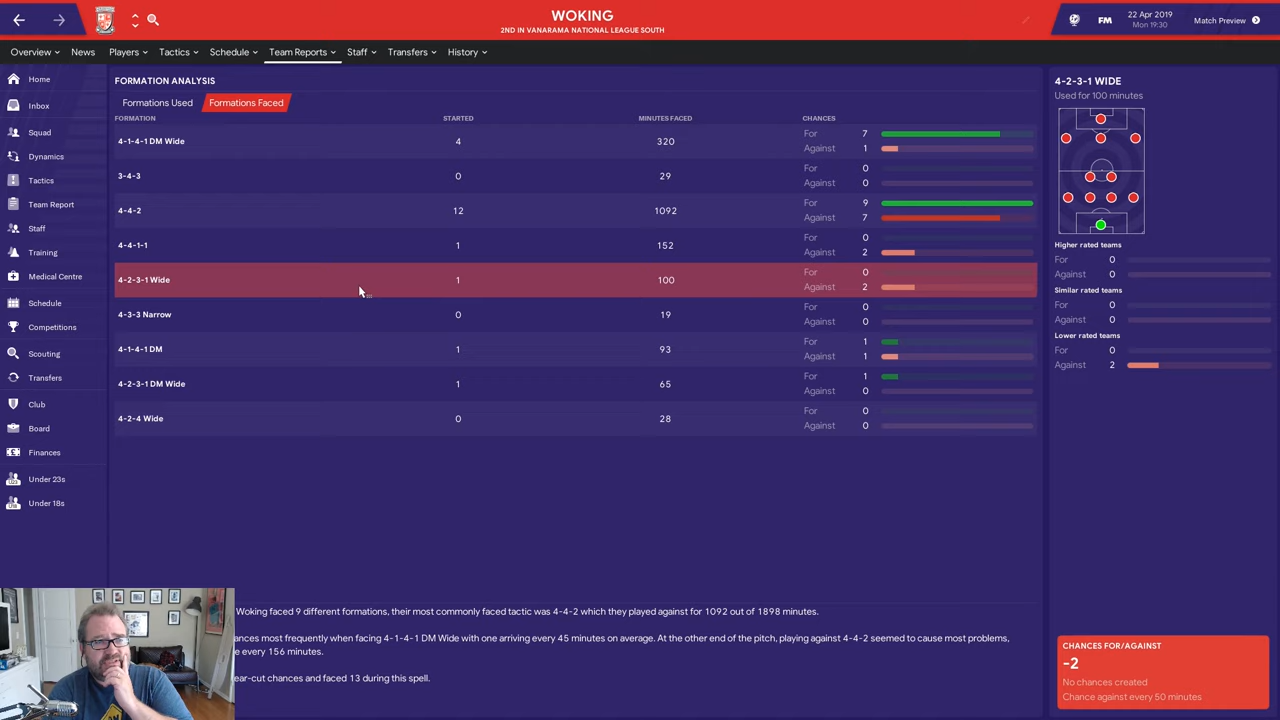 WOKING
2ND IN VANARAMA NATIONAL LEAGUE SOUTH
FM
22 Apr 2019
Mon 19:30
Match Preview
Overview
News
Players
Tactics
Schedule
Team Reports
Staff
Transfers
History
Home
Inbox
Squad
Dynamics
Tactics
Team Report
Staff
Training
Medical Centre
Schedule
Competitions
Scouting
Transfers
Club
Board
Finances
Under 23s
Under 18s
FORMATION ANALYSIS
Formations Used
Formations Faced
FORMATION STARTED MINUTES FACED CHANCES
4-1-4-1 DM Wide 4 320 For 7
Against 1
3-4-3 0 29 For 0
Against 0
4-4-2 12 1092 For 9
Against 7
4-4-1-1 1 152 For 0
Against 2
4-2-3-1 Wide 1 100 For 0
Against 2
4-3-3 Narrow 0 19 For 0
Against 0
4-1-4-1 DM 1 93 For 1
Against 1
4-2-3-1 DM Wide 1 65 For 1
Against 0
4-2-4 Wide 0 28 For 0
Against 0
Woking faced 9 different formations, their most commonly faced tactic was 4-4-2 which they played against for 1092 out of 1898 minutes.
ances most frequently when facing 4-1-4-1 DM Wide with one arriving every 45 minutes on average. At the other end of the pitch, playing against 4-4-2 seemed to cause most problems,
e every 156 minutes.
ear-cut chances and faced 13 during this spell.
4-2-3-1 WIDE
Used for 100 minutes
Higher rated teams
For 0
Against 0
Similar rated teams
For 0
Against 0
Lower rated teams
For 0
Against 2
CHANCES FOR/AGAINST
-2
No chances created
Chance against every 50 minutes